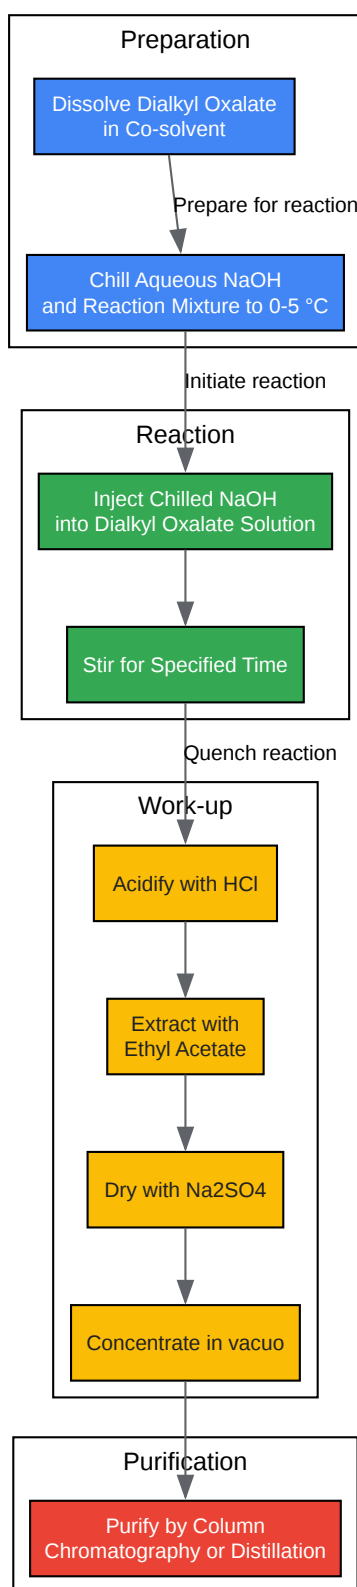 Preparation
Dissolve Dialkyl Oxalate
in Co-solvent
Prepare for reaction
Chill Aqueous NaOH
and Reaction Mixture to 0-5 °C
Initiate reaction
Reaction
Inject Chilled NaOH
into Dialkyl Oxalate Solution
Stir for Specified Time
Quench reaction
Work-up
Acidify with HCl
Extract with
Ethyl Acetate
Dry with Na2SO4
Concentrate in vacuo
Purification
Purify by Column
Chromatography or Distillation